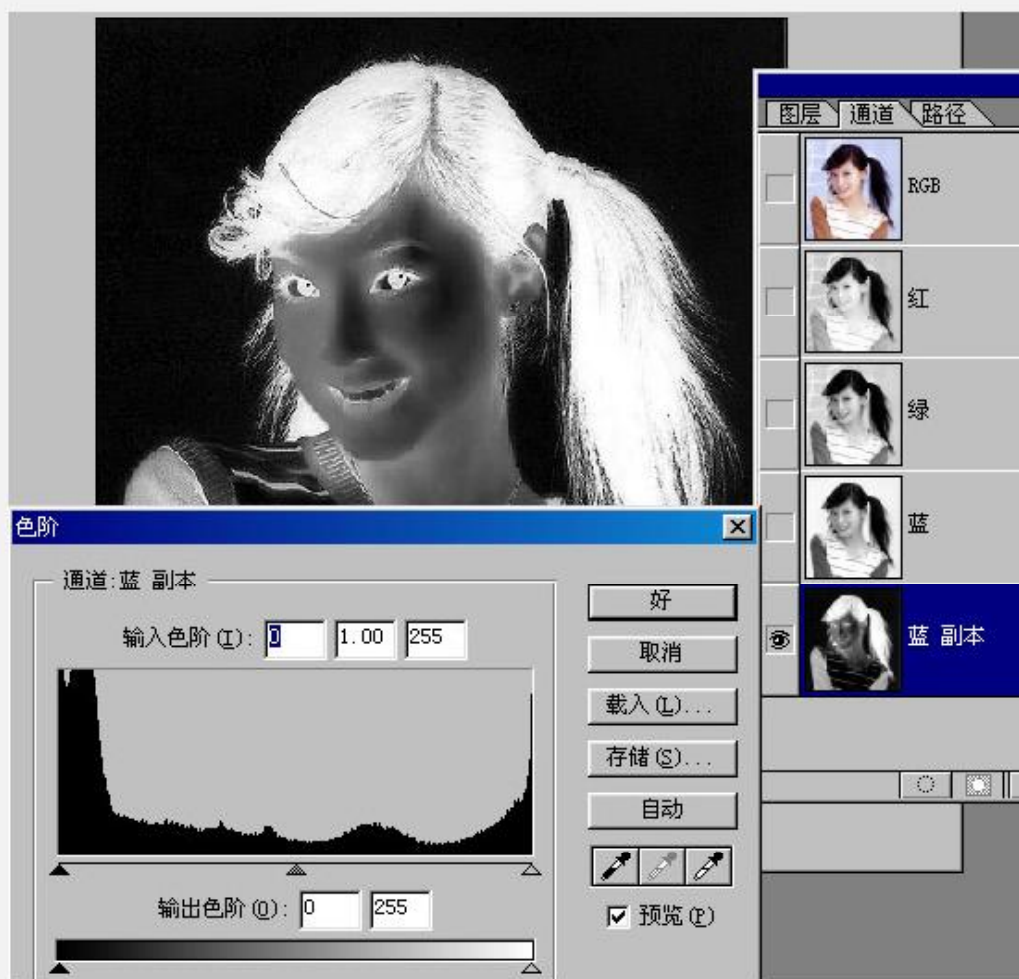 图层 通道 路径
RGB
红
绿
蓝
蓝 副本
色阶
通道:蓝 副本
输入色阶(I): 0 1.00 255
输出色阶(O): 0 255
好
取消
载入(L)...
存储(S)...
自动
预览(P)